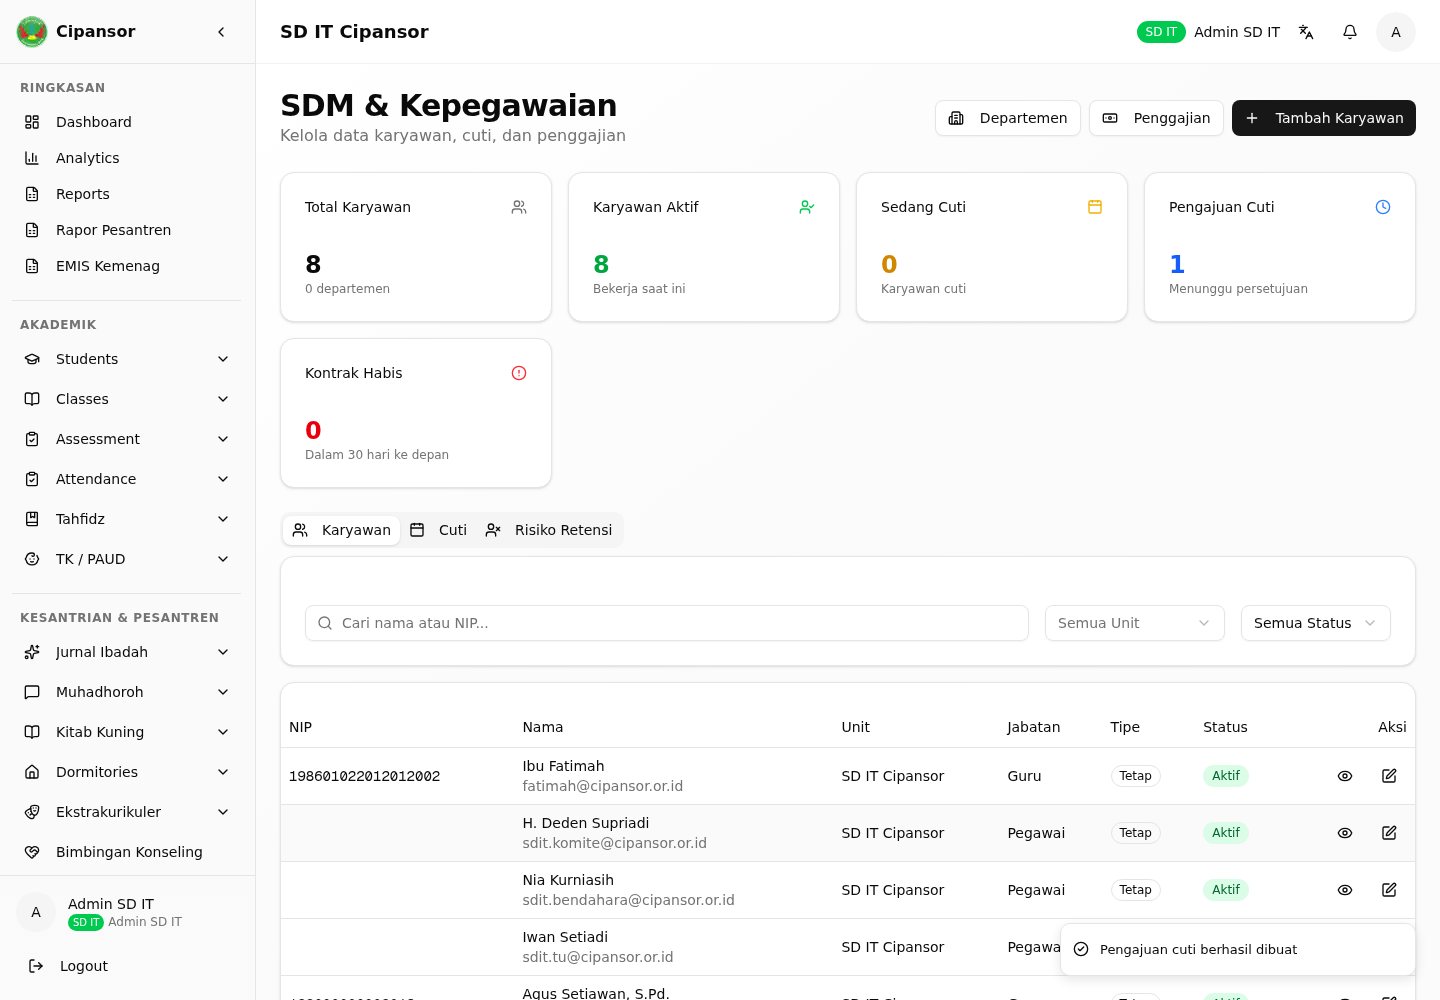 Cipansor
RINGKASAN
Dashboard
Analytics
Reports
Rapor Pesantren
EMIS Kemenag
AKADEMIK
Students
Classes
Assessment
Attendance
Tahfidz
TK / PAUD
KESANTRIAN & PESANTREN
Jurnal Ibadah
Muhadhoroh
Kitab Kuning
Dormitories
Ekstrakurikuler
Bimbingan Konseling
A
Admin SD IT
SD IT Admin SD IT
Logout
SD IT Cipansor
SD IT Admin SD IT A
SDM & Kepegawaian
Kelola data karyawan, cuti, dan penggajian
Departemen
Penggajian
Tambah Karyawan
Total Karyawan
8
0 departemen
Karyawan Aktif
8
Bekerja saat ini
Sedang Cuti
0
Karyawan cuti
Pengajuan Cuti
1
Menunggu persetujuan
Kontrak Habis
0
Dalam 30 hari ke depan
Karyawan Cuti Risiko Retensi
Cari nama atau NIP... Semua Unit Semua Status
NIP Nama Unit Jabatan Tipe Status Aksi
198601022012012002 Ibu Fatimah SD IT Cipansor Guru Tetap Aktif
fatimah@cipansor.or.id
H. Deden Supriadi SD IT Cipansor Pegawai Tetap Aktif
sdit.komite@cipansor.or.id
Nia Kurniasih SD IT Cipansor Pegawai Tetap Aktif
sdit.bendahara@cipansor.or.id
Iwan Setiadi SD IT Cipansor Pegawa
sdit.tu@cipansor.or.id
Agus Setiawan, S.Pd.
Pengajuan cuti berhasil dibuat